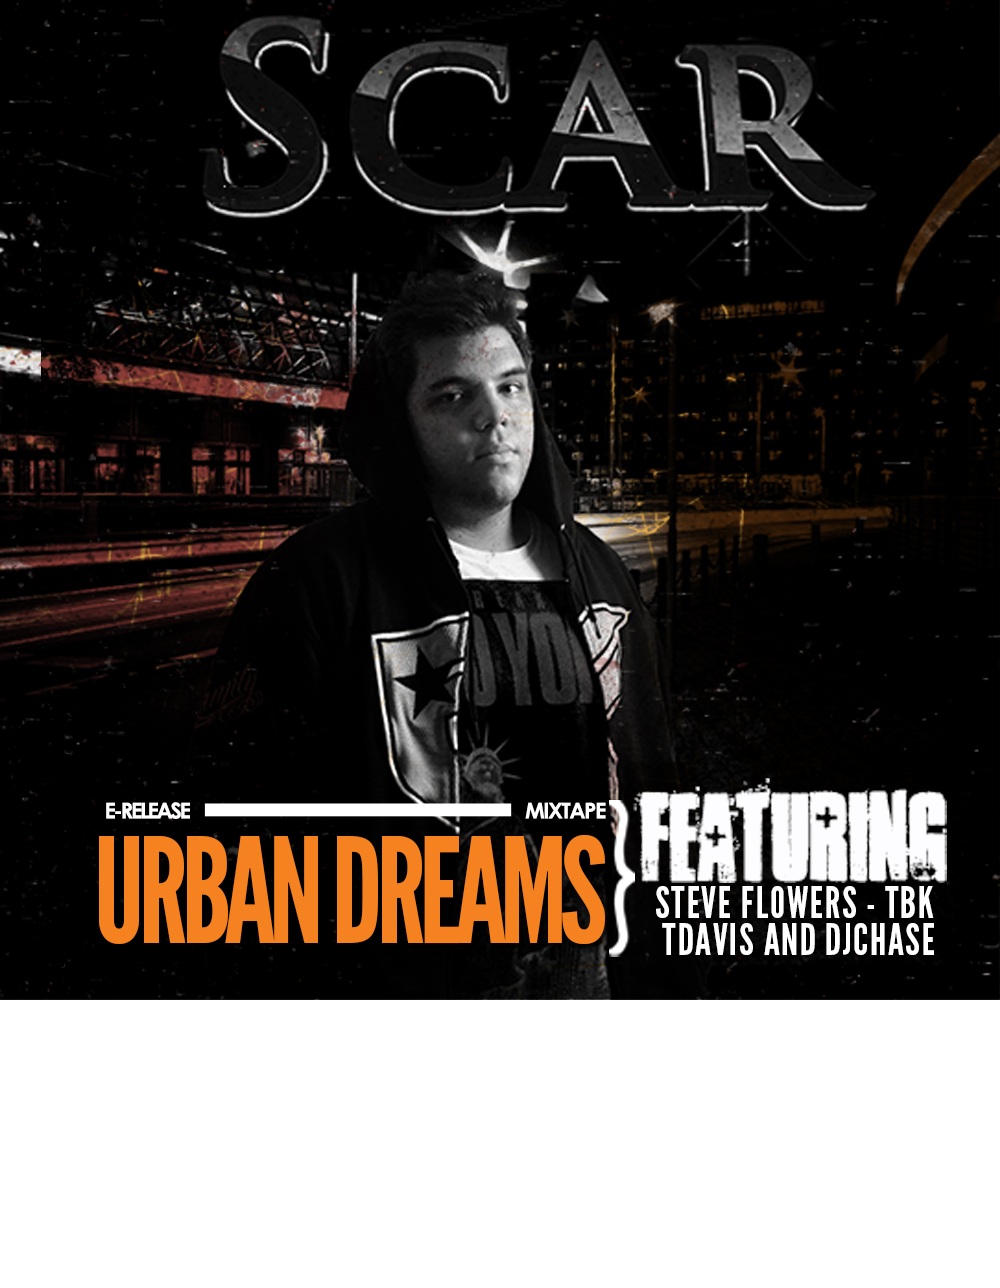 SCAR
E-RELEASE MIXTAPE
URBAN DREAMS
FEATURING
STEVE FLOWERS - TBK
TDAVIS AND DJCHASE